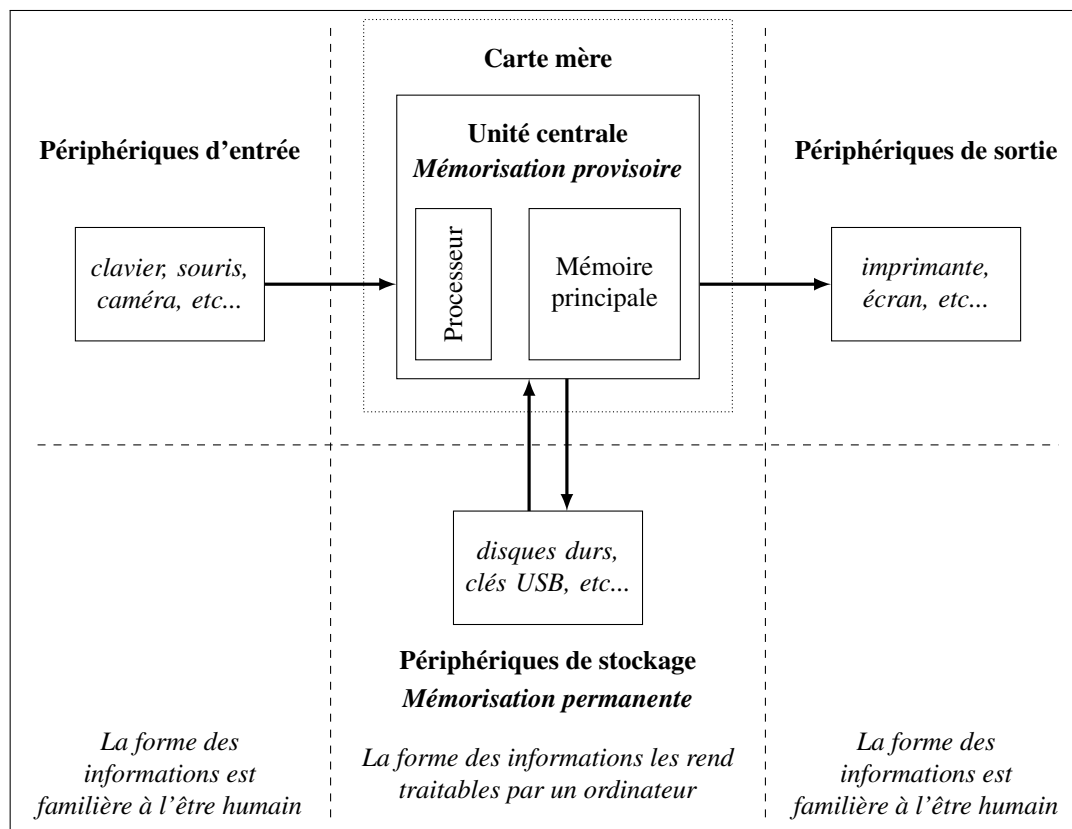 Carte mère
Périphériques d'entrée
Unité centrale
Mémorisation provisoire
Périphériques de sortie
clavier, souris,
caméra, etc...
Processeur
Mémoire
principale
imprimante,
écran, etc...
disques durs,
clés USB, etc...
Périphériques de stockage
Mémorisation permanente
La forme des
informations est
familière à l'être humain
La forme des informations les rend
traitables par un ordinateur
La forme des
informations est
familière à l'être humain